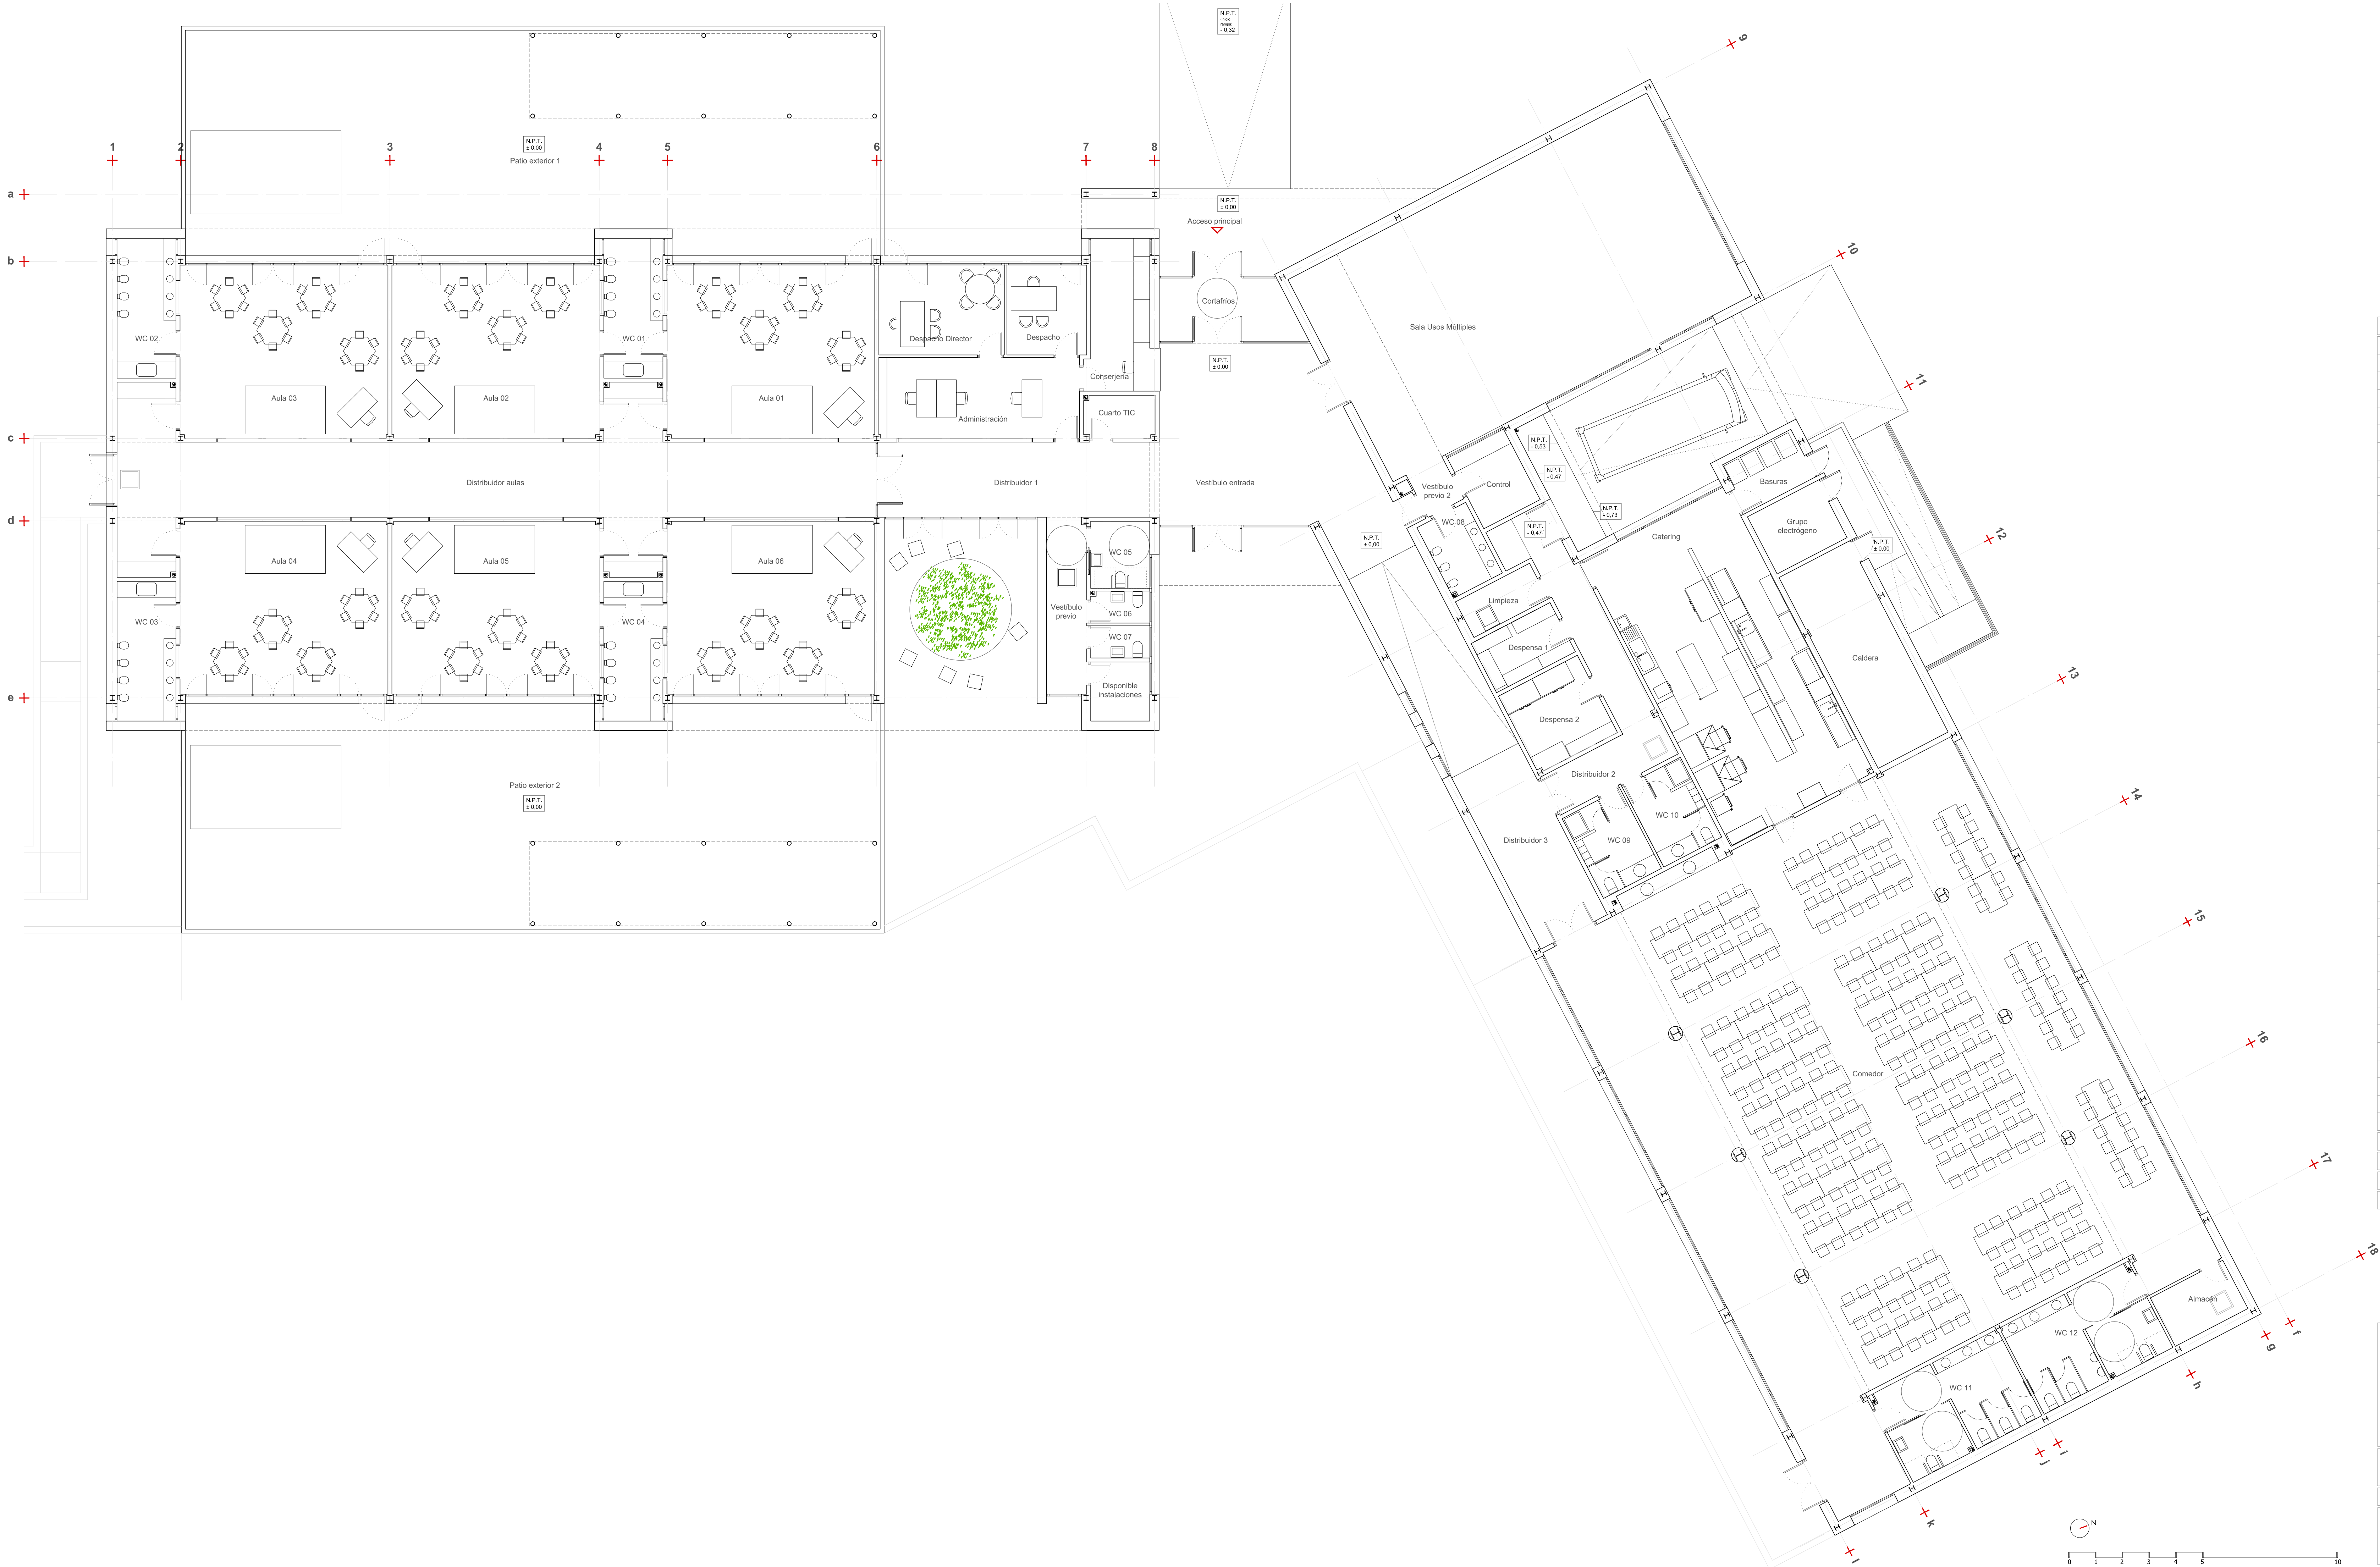 N.P.T.
(inicio
rampa)
- 0,32
9
1
2
3
4
5
6
7
8
N.P.T.
± 0,00
Patio exterior 1
a
N.P.T.
± 0,00
Acceso principal
b
10
Cortafríos
Sala Usos Múltiples
WC 02
WC 01
Despacho Director
Despacho
N.P.T.
± 0,00
Conserjería
11
Aula 03
Aula 02
Aula 01
Administración
Cuarto TIC
c
N.P.T.
- 0,53
N.P.T.
- 0,47
Distribuidor aulas
Distribuidor 1
Vestíbulo entrada
Vestíbulo
previo 2
Control
Basuras
N.P.T.
- 0,73
d
WC 08
N.P.T.
- 0,47
Grupo
electrógeno
12
N.P.T.
± 0,00
Catering
N.P.T.
± 0,00
WC 05
Aula 04
Aula 05
Aula 06
Limpieza
Vestíbulo
previo
WC 06
WC 03
WC 04
WC 07
Despensa 1
Caldera
13
Disponible
instalaciones
e
Despensa 2
Distribuidor 2
Patio exterior 2
N.P.T.
± 0,00
14
WC 10
Distribuidor 3
WC 09
15
16
Comedor
17
18
Almacén
WC 12
f
g
h
WC 11
i
j
k
l
N
0 1 2 3 4 5 10